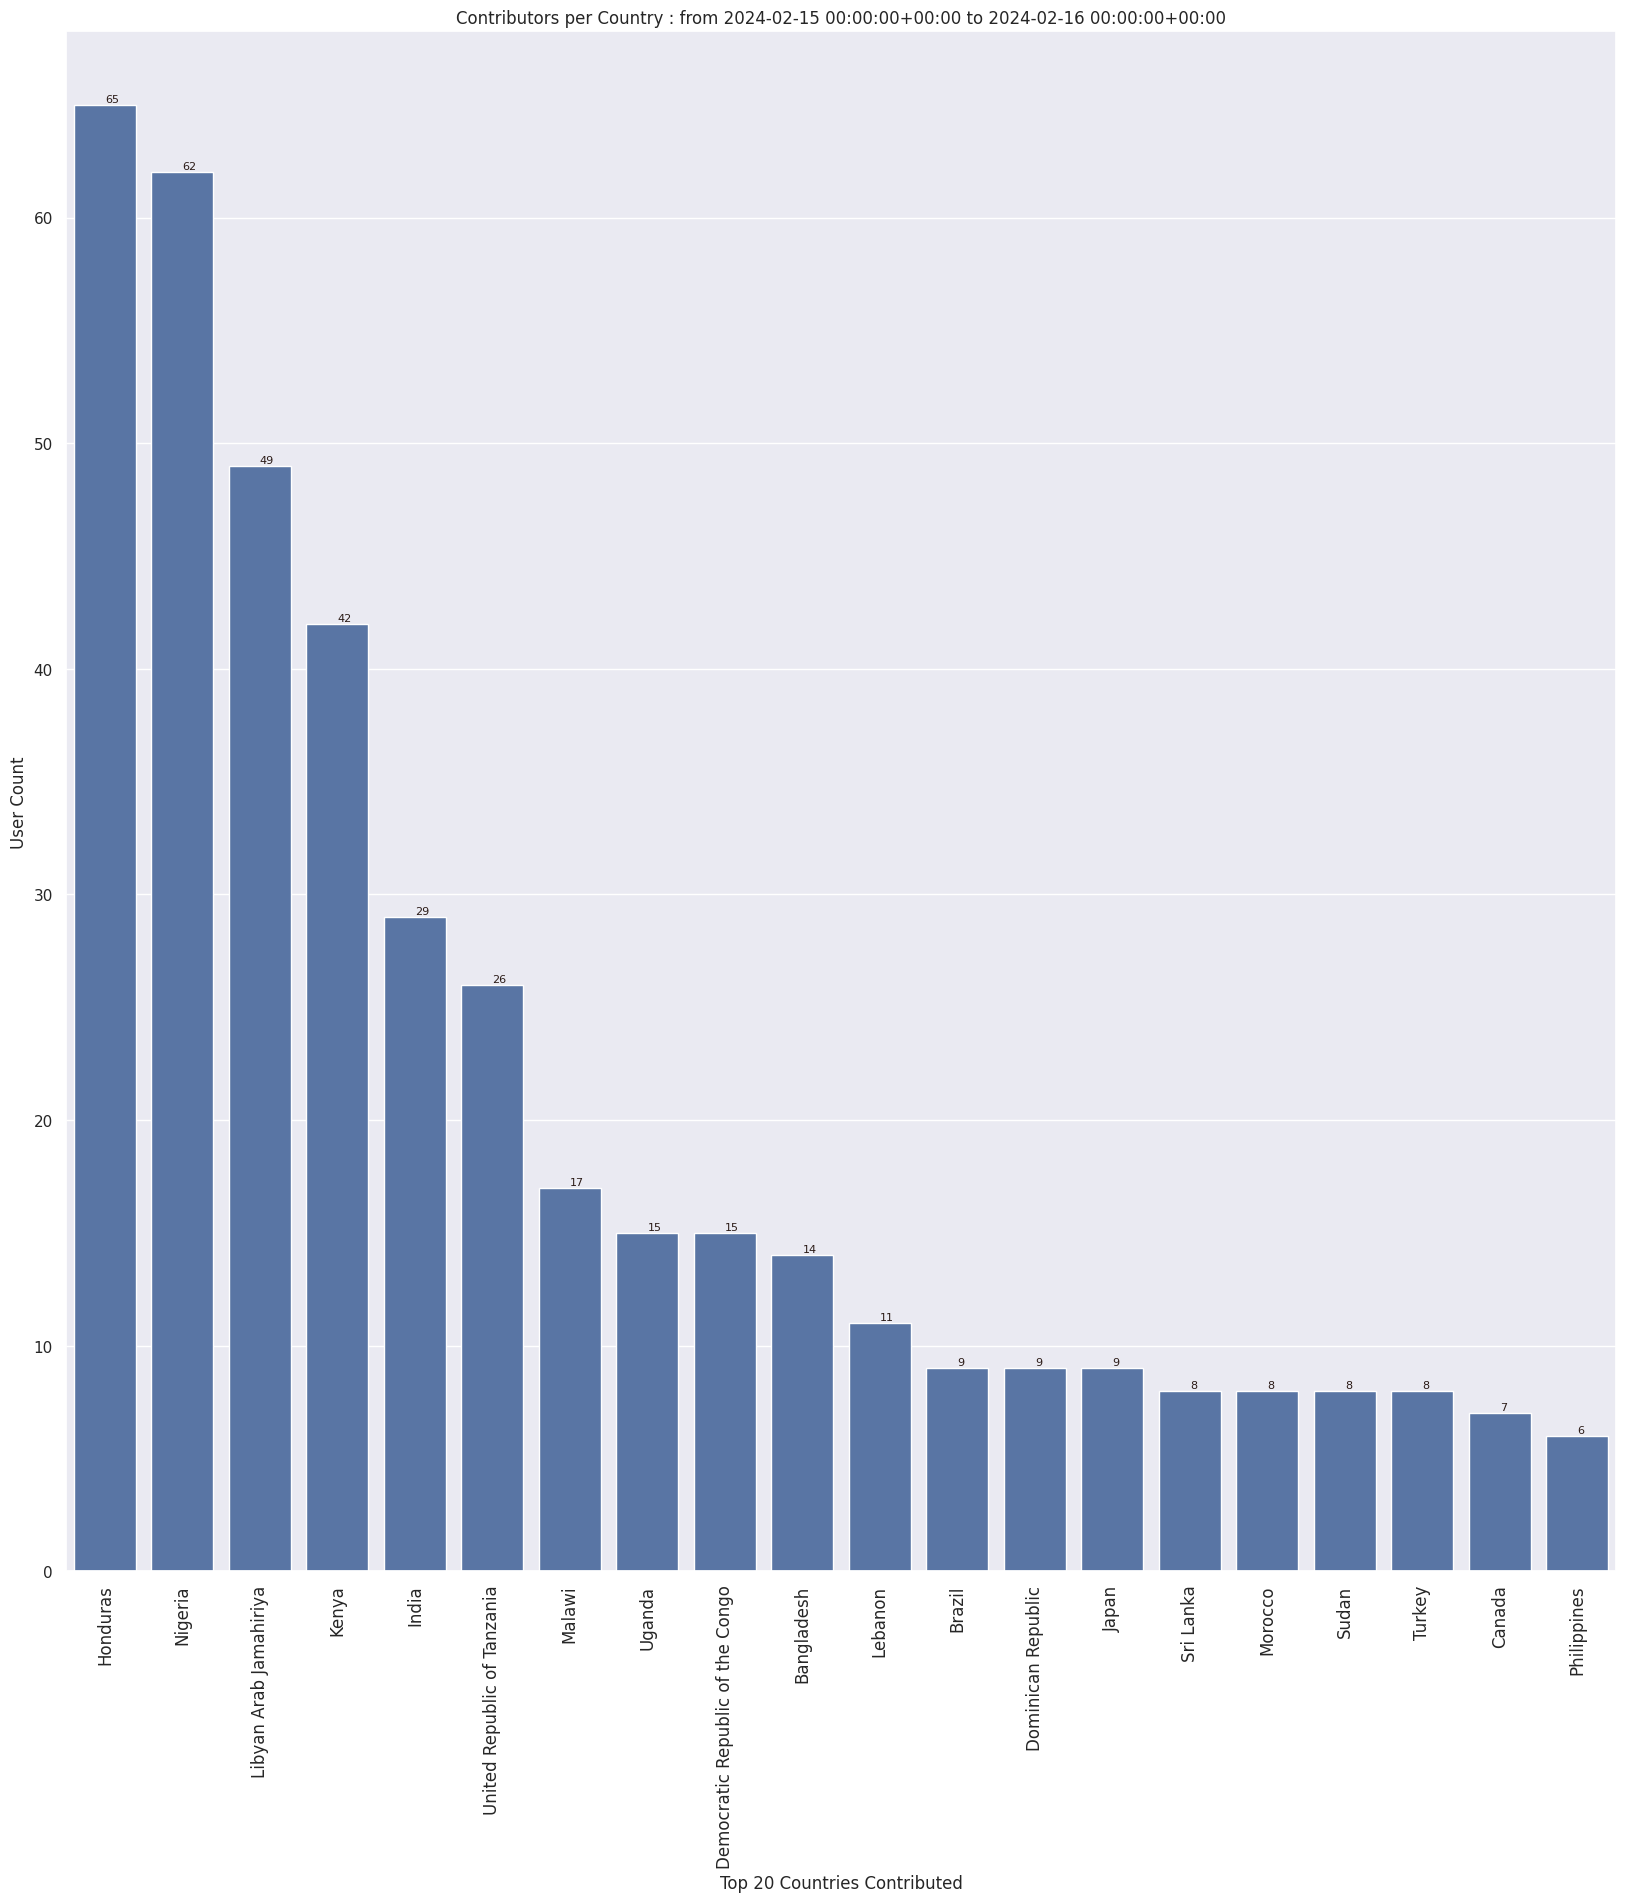 Contributors per Country : from 2024-02-15 00:00:00+00:00 to 2024-02-16 00:00:00+00:00
User Count
60
50
40
30
20
10
0
65
62
49
42
29
26
17
15
15
14
11
9
9
9
8
8
8
8
7
6
Honduras
Nigeria
Libyan Arab Jamahiriya
Kenya
India
United Republic of Tanzania
Malawi
Uganda
Democratic Republic of the Congo
Bangladesh
Lebanon
Brazil
Dominican Republic
Japan
Sri Lanka
Morocco
Sudan
Turkey
Canada
Philippines
Top 20 Countries Contributed